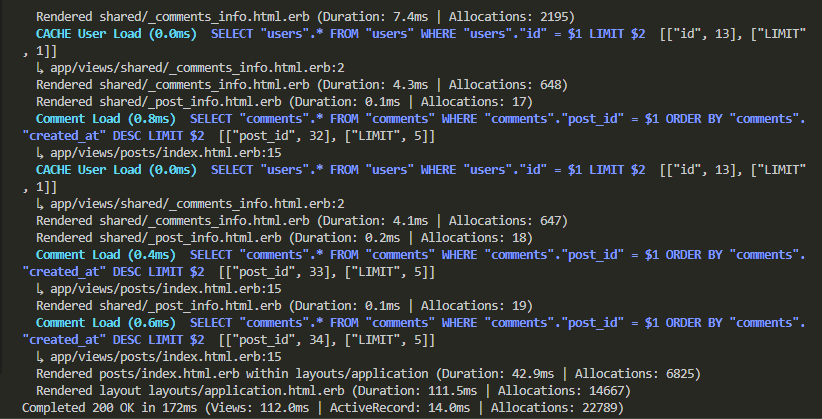 Rendered shared/_comments_info.html.erb (Duration: 7.4ms | Allocations: 2195)
CACHE User Load (0.0ms)  SELECT "users".* FROM "users" WHERE "users"."id" = $1 LIMIT $2  [["id", 13], ["LIMIT"
, 1]]
↳ app/views/shared/_comments_info.html.erb:2
Rendered shared/_comments_info.html.erb (Duration: 4.3ms | Allocations: 648)
Rendered shared/_post_info.html.erb (Duration: 0.1ms | Allocations: 17)
Comment Load (0.8ms)  SELECT "comments".* FROM "comments" WHERE "comments"."post_id" = $1 ORDER BY "comments".
"created_at" DESC LIMIT $2  [["post_id", 32], ["LIMIT", 5]]
↳ app/views/posts/index.html.erb:15
CACHE User Load (0.0ms)  SELECT "users".* FROM "users" WHERE "users"."id" = $1 LIMIT $2  [["id", 13], ["LIMIT"
, 1]]
↳ app/views/shared/_comments_info.html.erb:2
Rendered shared/_comments_info.html.erb (Duration: 4.1ms | Allocations: 647)
Rendered shared/_post_info.html.erb (Duration: 0.2ms | Allocations: 18)
Comment Load (0.4ms)  SELECT "comments".* FROM "comments" WHERE "comments"."post_id" = $1 ORDER BY "comments".
"created_at" DESC LIMIT $2  [["post_id", 33], ["LIMIT", 5]]
↳ app/views/posts/index.html.erb:15
Rendered shared/_post_info.html.erb (Duration: 0.1ms | Allocations: 19)
Comment Load (0.6ms)  SELECT "comments".* FROM "comments" WHERE "comments"."post_id" = $1 ORDER BY "comments".
"created_at" DESC LIMIT $2  [["post_id", 34], ["LIMIT", 5]]
↳ app/views/posts/index.html.erb:15
Rendered posts/index.html.erb within layouts/application (Duration: 42.9ms | Allocations: 6825)
Rendered layout layouts/application.html.erb (Duration: 111.5ms | Allocations: 14667)
Completed 200 OK in 172ms (Views: 112.0ms | ActiveRecord: 14.0ms | Allocations: 22789)